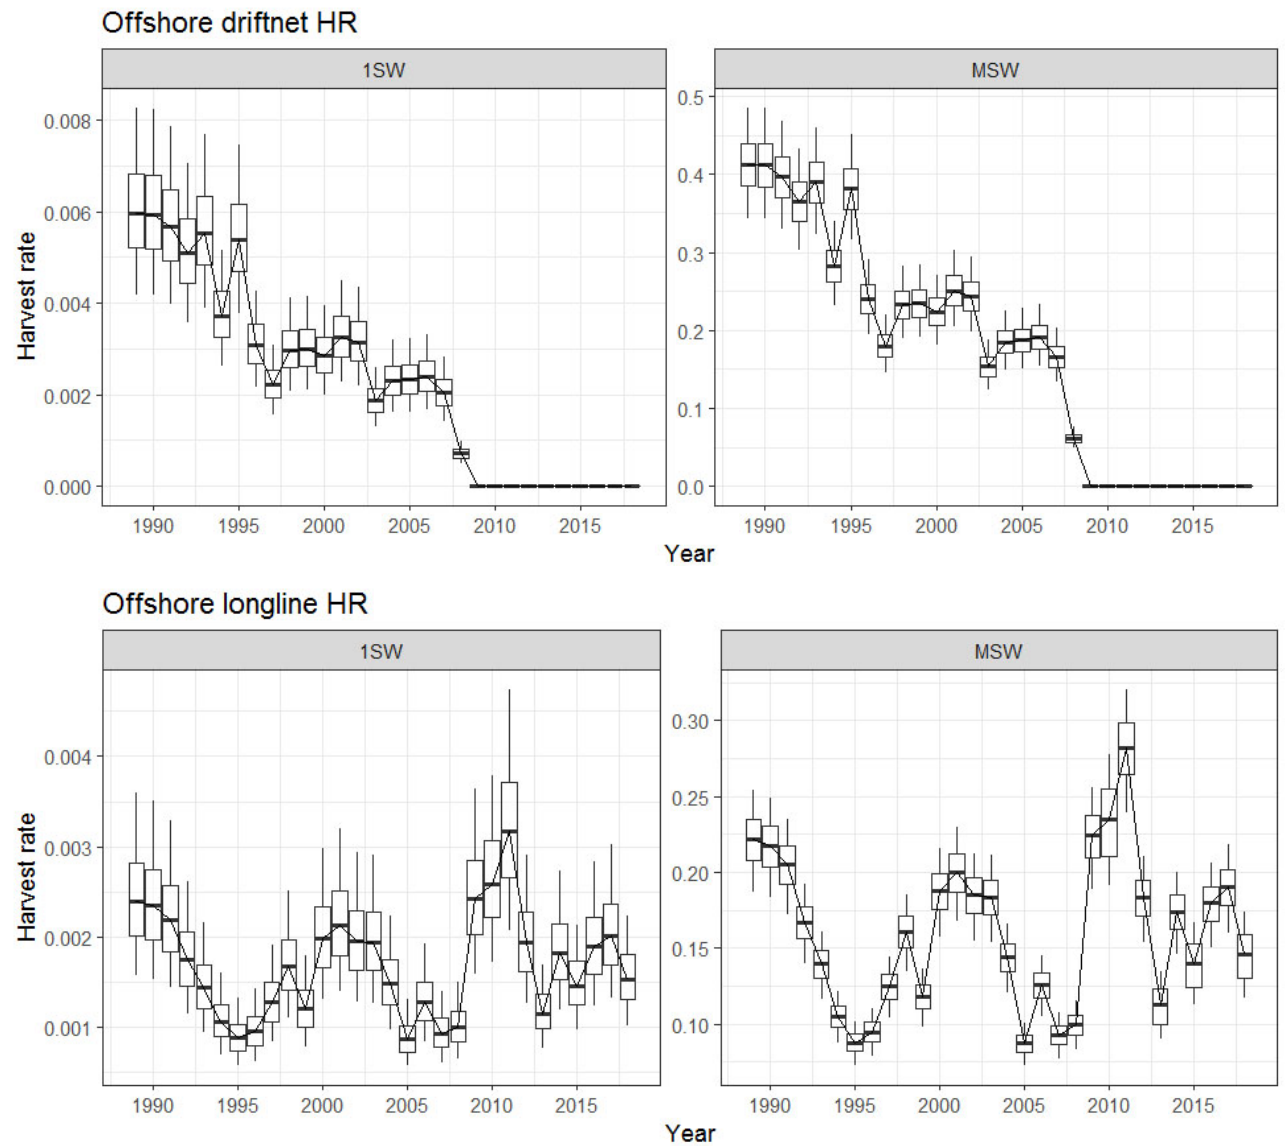 Offshore driftnet HR
1SW MSW
0.008
0.006
0.004
0.002
0.000
0.5
0.4
0.3
0.2
0.1
0.0
Harvest rate
1990 1995 2000 2005 2010 2015
1990 1995 2000 2005 2010 2015
Year
Offshore longline HR
1SW MSW
0.004
0.003
0.002
0.001
0.30
0.25
0.20
0.15
0.10
Harvest rate
1990 1995 2000 2005 2010 2015
1990 1995 2000 2005 2010 2015
Year